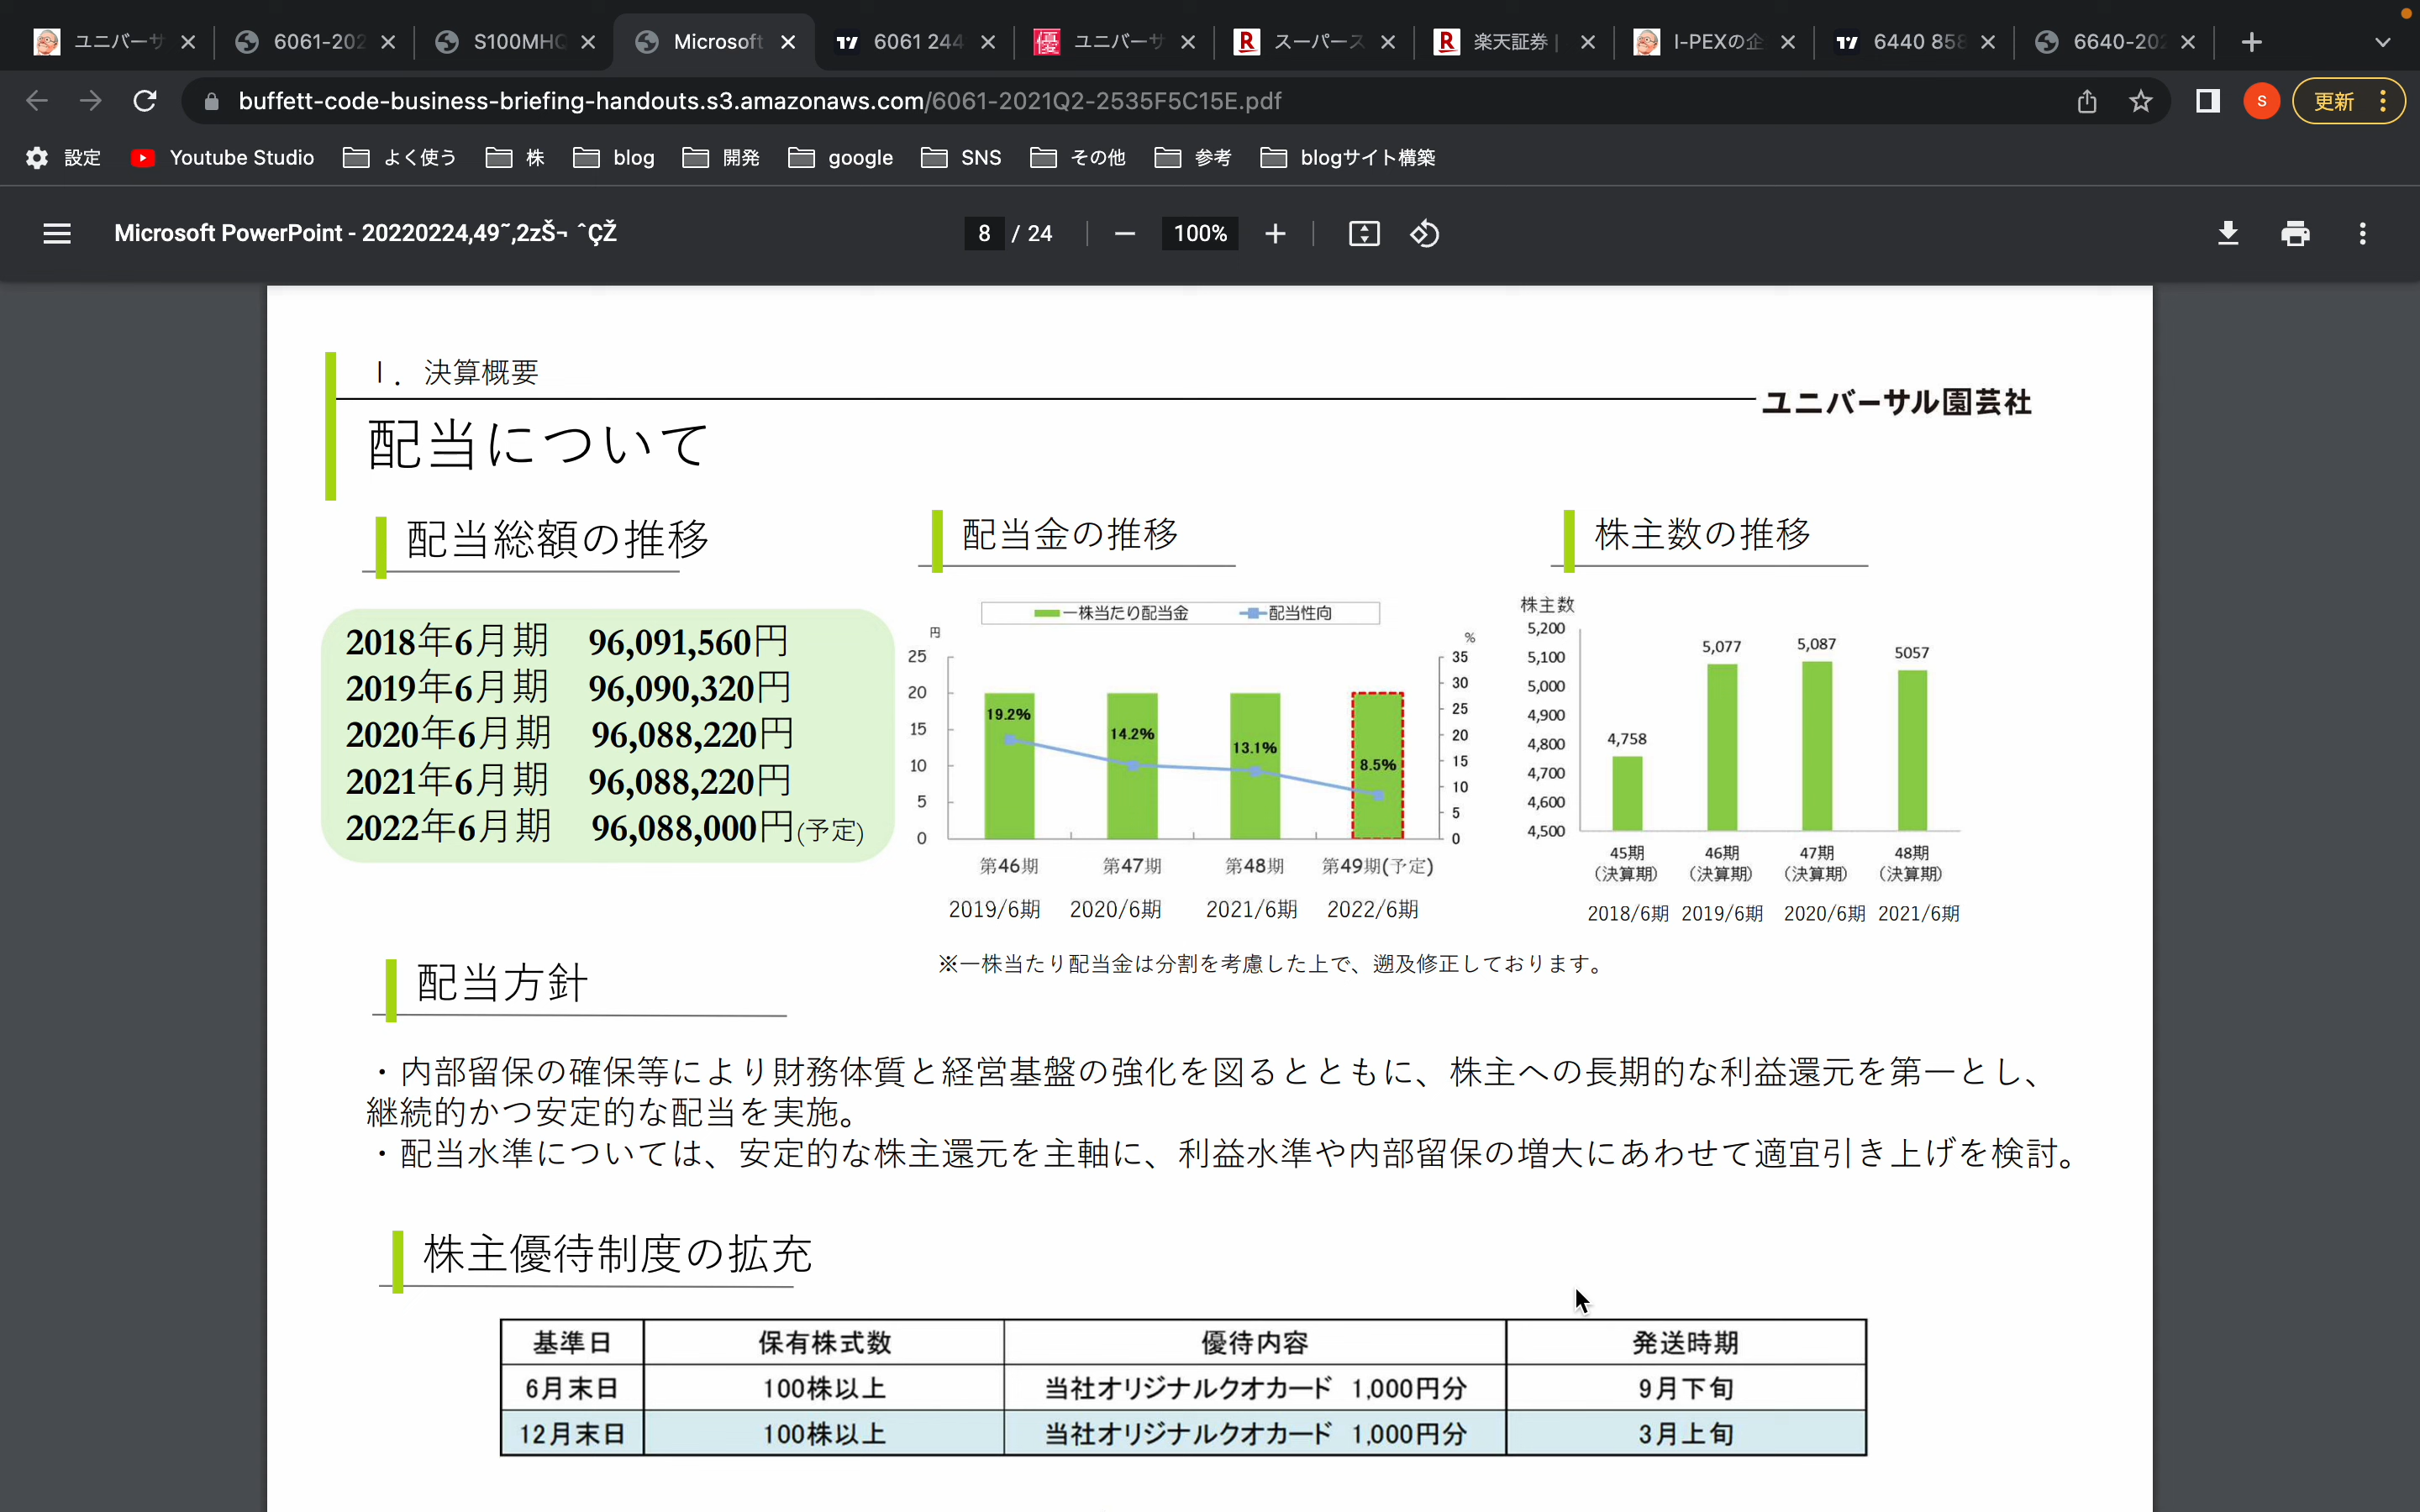 ユニバーサ
6061-202
S100MHQ
Microsoft
6061 244
ユニバーサ
スーパース
楽天証券 |
I-PEXの企
6440 858
6640-202
buffett-code-business-briefing-handouts.s3.amazonaws.com/6061-2021Q2-2535F5C15E.pdf
S
更新
設定
Youtube Studio
よく使う
株
blog
開発
google
SNS
その他
参考
blogサイト構築
Microsoft PowerPoint - 20220224,49˜,2zŠ¬ ˆÇŽ
8 / 24
100%
Ⅰ．決算概要
ユニバーサル園芸社
配当について
配当総額の推移
2018年6月期 96,091,560円
2019年6月期 96,090,320円
2020年6月期 96,088,220円
2021年6月期 96,088,220円
2022年6月期 96,088,000円(予定)
配当金の推移
一株当たり配当金 配当性向
円
%
25
20
15
10
5
0
35
30
25
20
15
10
5
0
19.2%
14.2%
13.1%
8.5%
第46期 第47期 第48期 第49期(予定)
2019/6期 2020/6期 2021/6期 2022/6期
※一株当たり配当金は分割を考慮した上で、遡及修正しております。
株主数の推移
株主数
5,200
5,100
5,000
4,900
4,800
4,700
4,600
4,500
4,758
5,077
5,087
5057
45期 46期 47期 48期
(決算期) (決算期) (決算期) (決算期)
2018/6期 2019/6期 2020/6期 2021/6期
配当方針
・内部留保の確保等により財務体質と経営基盤の強化を図るとともに、株主への長期的な利益還元を第一とし、
継続的かつ安定的な配当を実施。
・配当水準については、安定的な株主還元を主軸に、利益水準や内部留保の増大にあわせて適宜引き上げを検討。
株主優待制度の拡充
基準日 保有株式数 優待内容 発送時期
6月末日 100株以上 当社オリジナルクオカード 1,000円分 9月下旬
12月末日 100株以上 当社オリジナルクオカード 1,000円分 3月上旬